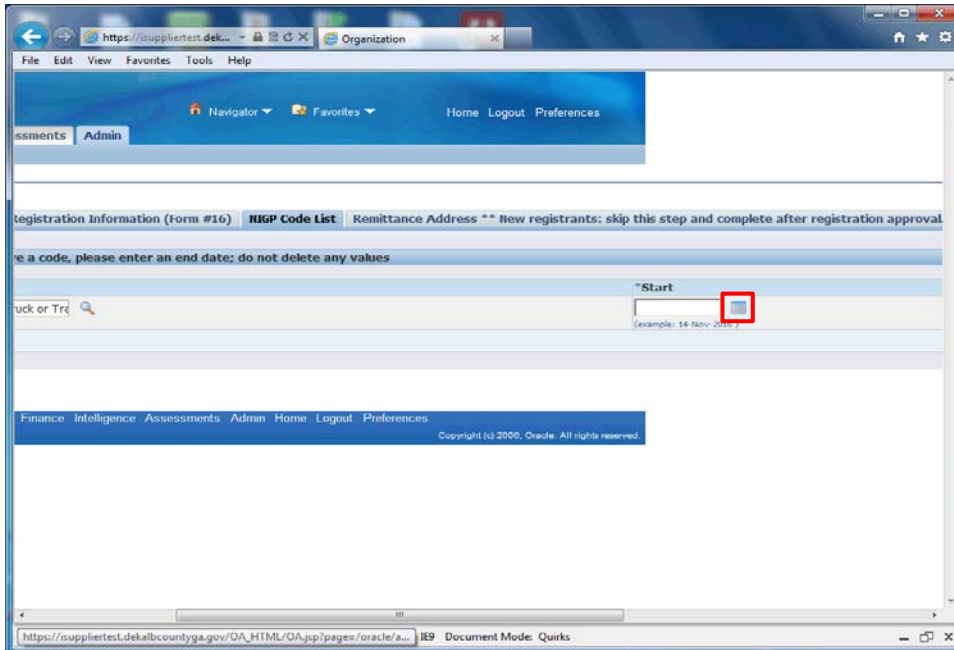 https://isuppliertest.dek...
Organization
File Edit View Favorites Tools Help
Navigator Favorites Home Logout Preferences
ssments Admin
Registration Information (Form #16) NIGP Code List Remittance Address ** New registrants: skip this step and complete after registration approval.
e a code, please enter an end date; do not delete any values
*Start
uck or Tra
(example: 14-Nov-2016 )
Finance Intelligence Assessments Admin Home Logout Preferences
Copyright (c) 2006, Oracle. All rights reserved.
https://isuppliertest.dekalbcountyga.gov/OA_HTML/OA.jsp?page=/oracle/a... IE9 Document Mode: Quirks